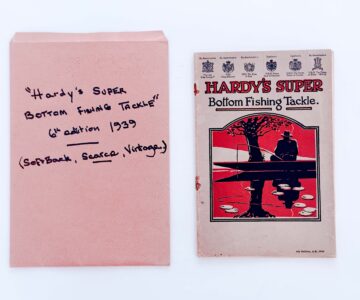 "Hardy's SUPER
BOTTOM FISHING TACKLE"
6th edition 1939
(Softback, Scarce, Vintage)
HARDY'S SUPER
Bottom Fishing Tackle.